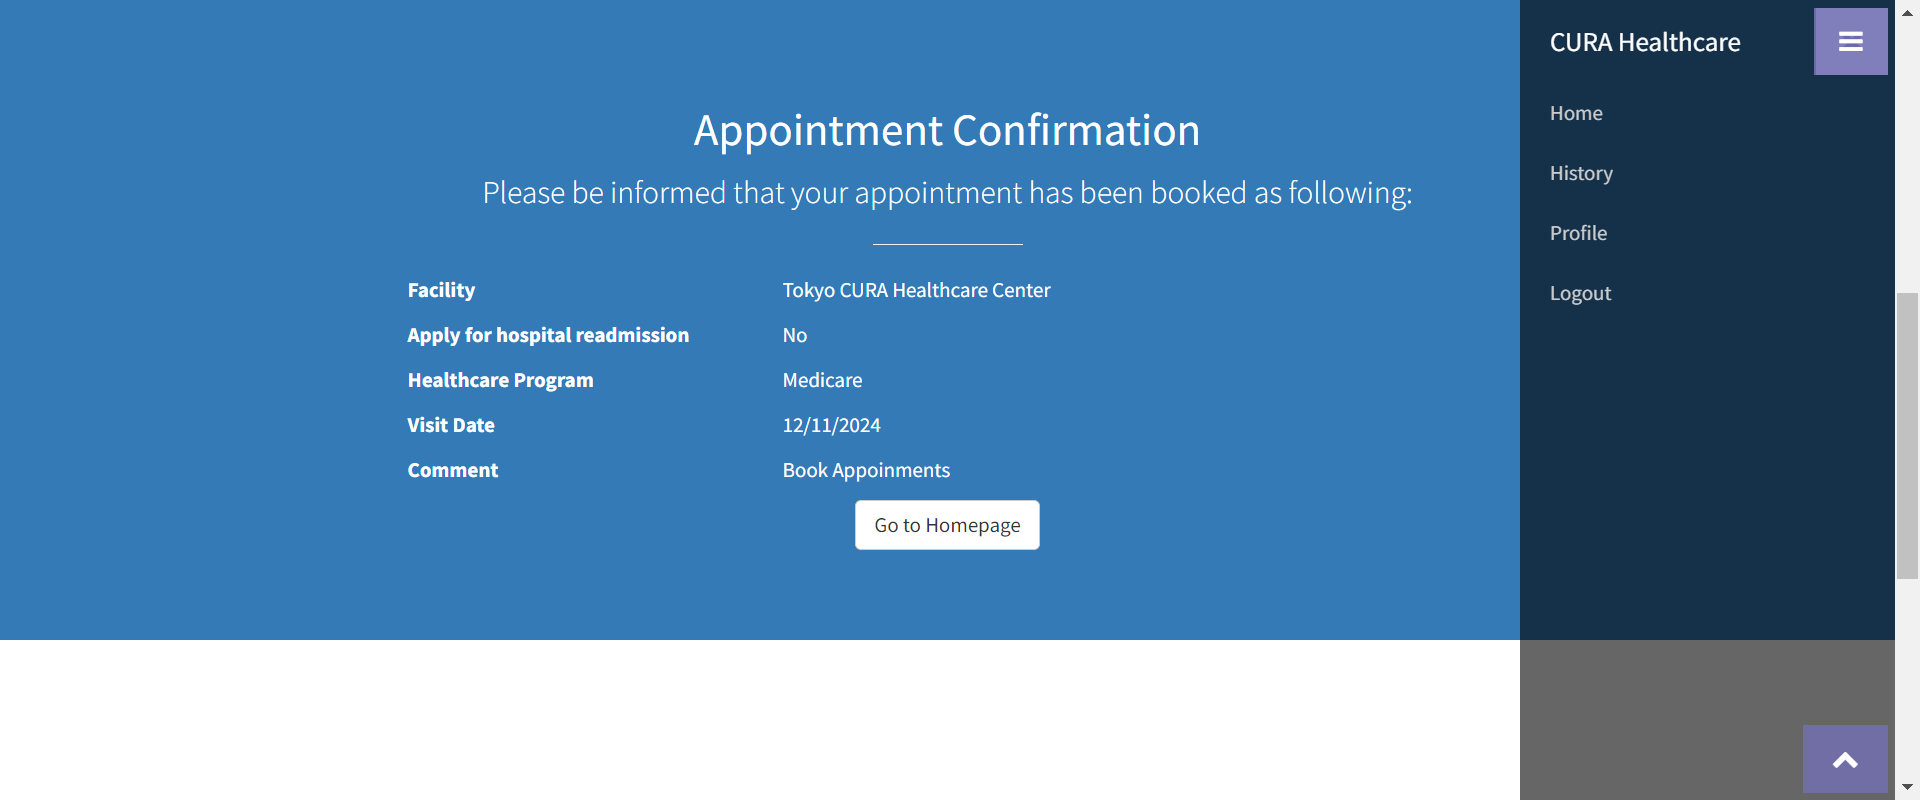 Appointment Confirmation
Please be informed that your appointment has been booked as following:
Facility Tokyo CURA Healthcare Center
Apply for hospital readmission No
Healthcare Program Medicare
Visit Date 12/11/2024
Comment Book Appoinments
Go to Homepage
CURA Healthcare
Home
History
Profile
Logout